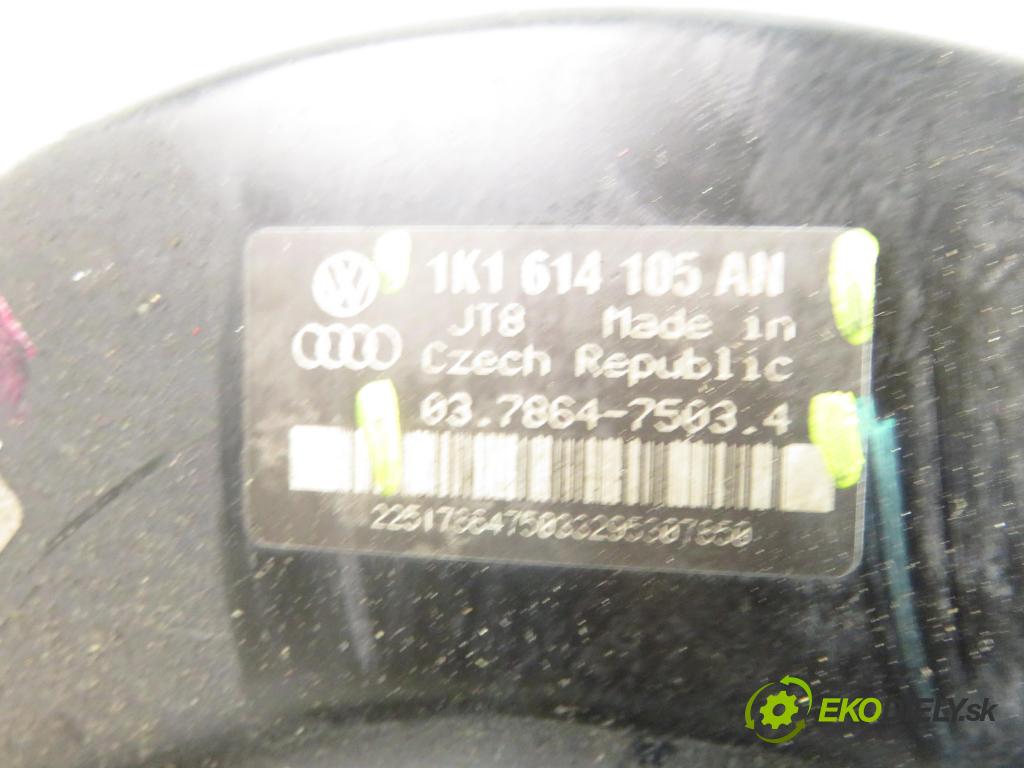 1K1 614 105 AN
JT8 Made in
Czech Republic
03.7864-7503.4
EKODIELY.sk